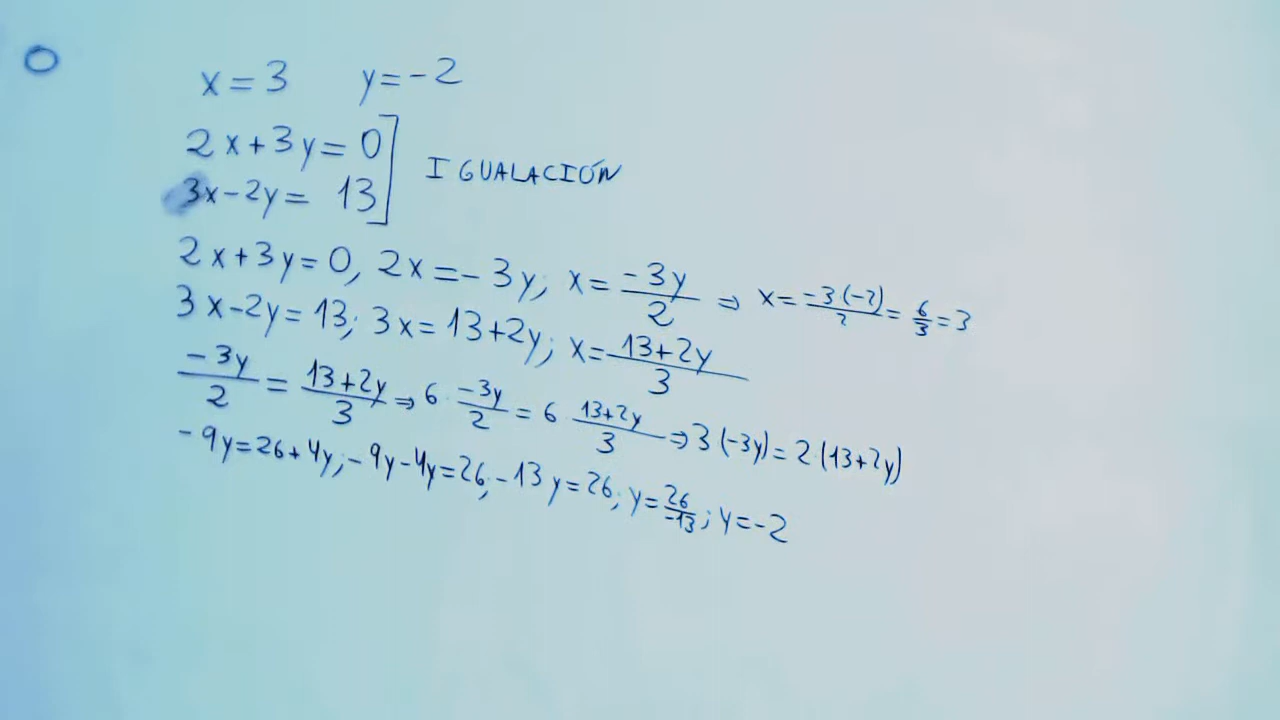 x = 3 y = -2
2x + 3y = 0
3x - 2y = 13 ] IGUALACIÓN
2x + 3y = 0, 2x = -3y; x = -3y/2 ⇒ x = -3(-2)/2 = 6/3 = 3
3x - 2y = 13; 3x = 13 + 2y; x = 13+2y/3
-3y/2 = 13+2y/3 ⇒ 6 · -3y/2 = 6 · 13+2y/3 ⇒ 3(-3y) = 2·(13+2y)
-9y = 26 + 4y; -9y - 4y = 26; -13y = 26; y = 26/-13; y = -2